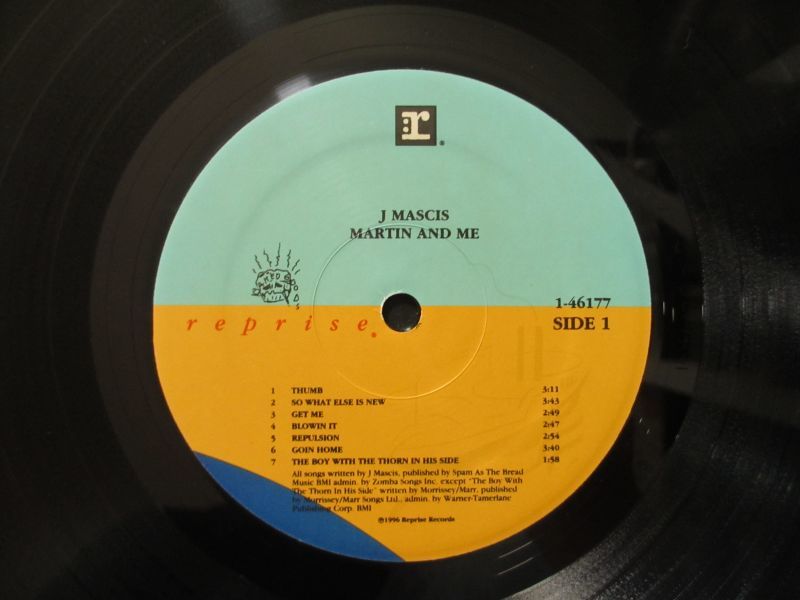 r
J MASCIS
MARTIN AND ME
BAKED GOODS
1-46177
reprise.
SIDE 1
1 THUMB 3:11
2 SO WHAT ELSE IS NEW 3:43
3 GET ME 2:49
4 BLOWIN IT 2:47
5 REPULSION 2:54
6 GOIN HOME 3:40
7 THE BOY WITH THE THORN IN HIS SIDE 1:58
All songs written by J Mascis, published by Spam As The Bread
Music BMI admin. by Zomba Songs Inc. except "The Boy With
The Thorn In His Side" written by Morrissey/Marr, published
by Morrissey/Marr Songs Ltd., admin. by Warner-Tamerlane
Publishing Corp. BMI
℗1996 Reprise Records